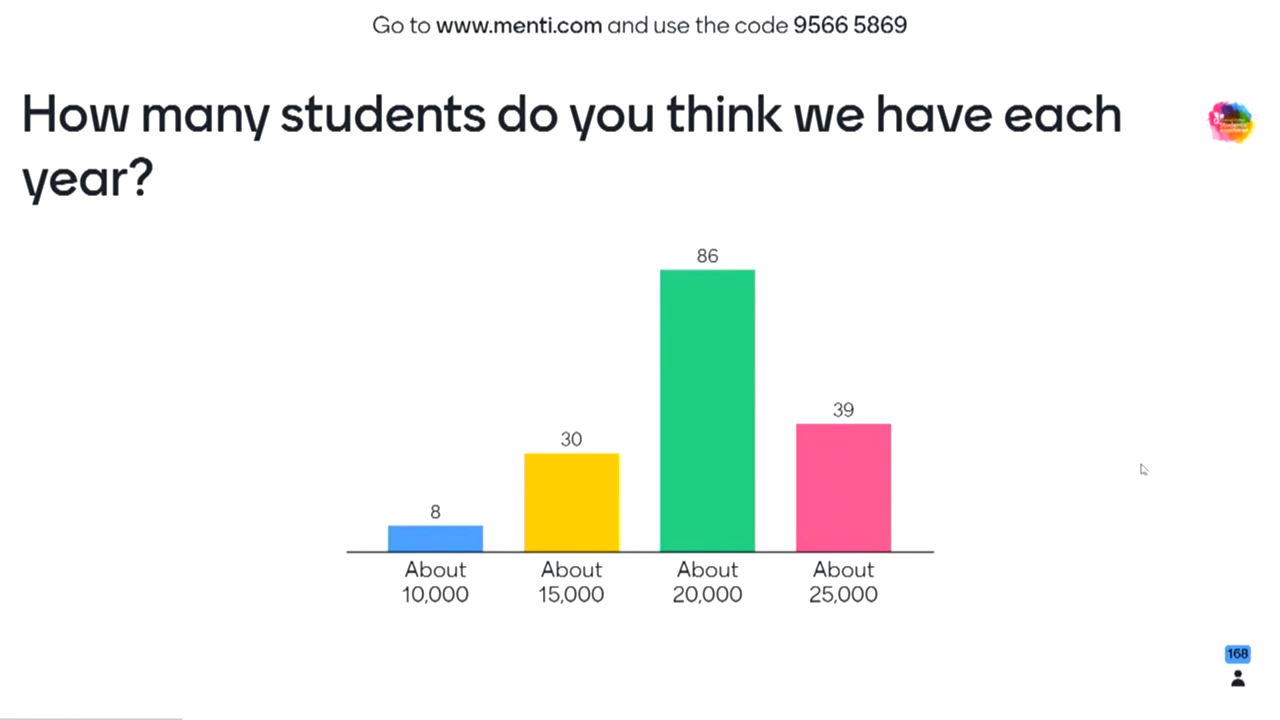 Go to www.menti.com and use the code 9566 5869
How many students do you think we have each
year?
86
39
30
8
About
10,000
About
15,000
About
20,000
About
25,000
168